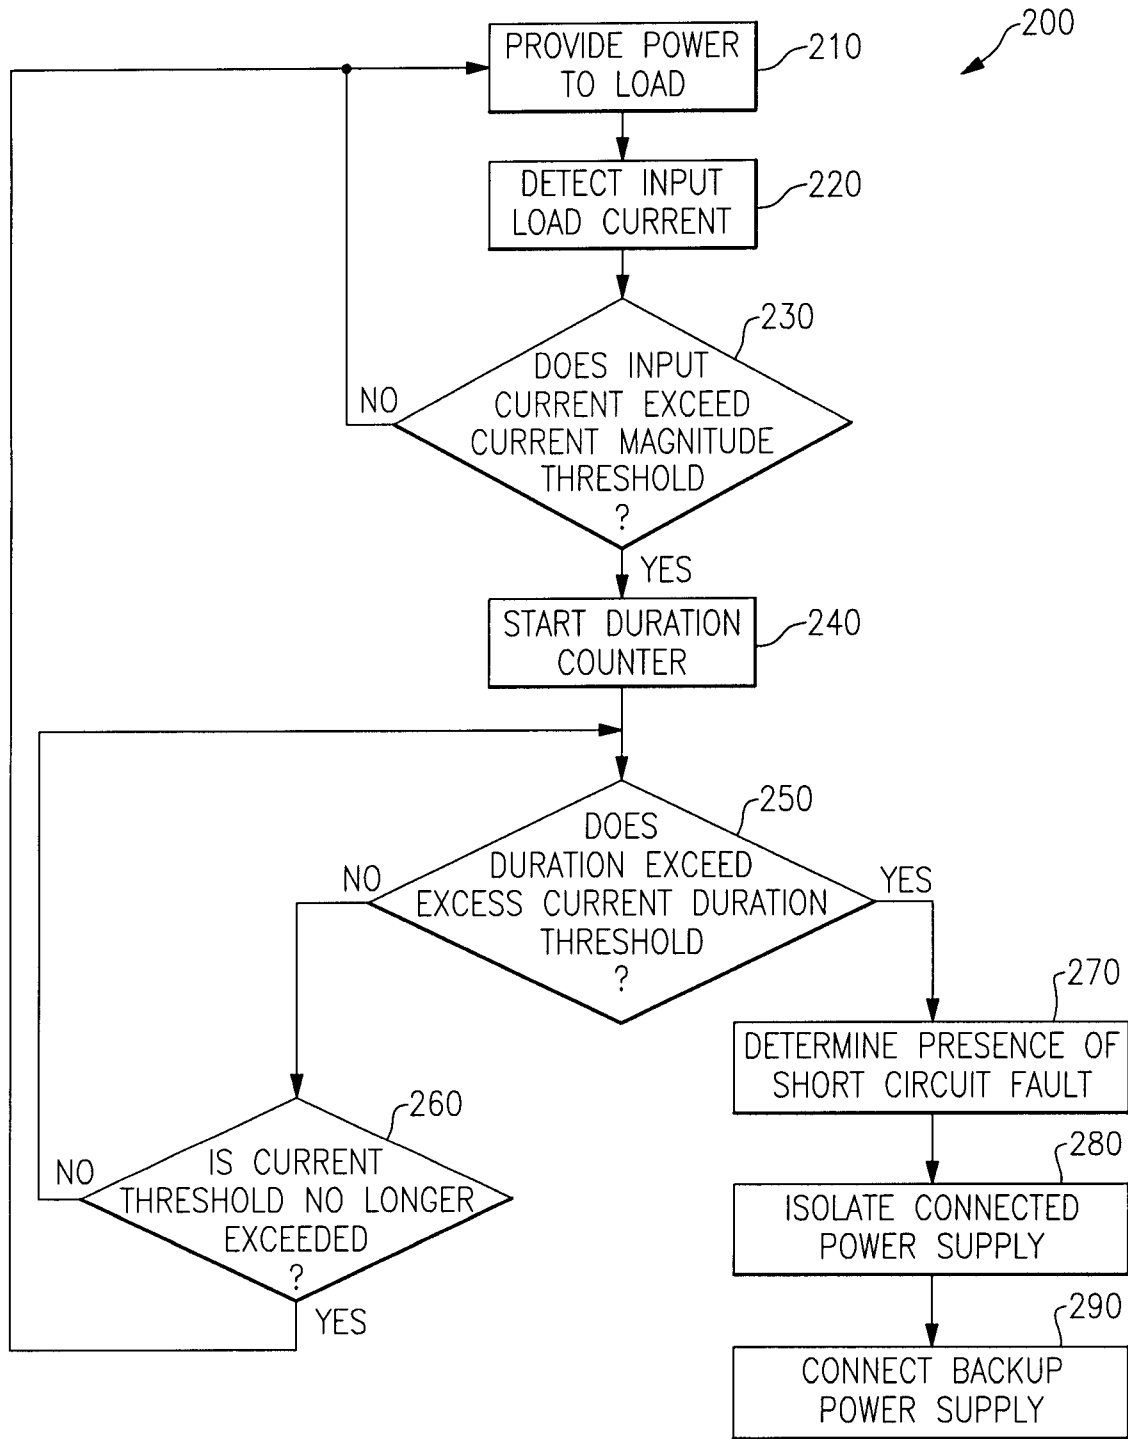 200
PROVIDE POWER
TO LOAD
210
DETECT INPUT
LOAD CURRENT
220
230
DOES INPUT
CURRENT EXCEED
CURRENT MAGNITUDE
THRESHOLD
?
NO
YES
START DURATION
COUNTER
240
250
DOES
DURATION EXCEED
EXCESS CURRENT DURATION
THRESHOLD
?
NO
YES
260
IS CURRENT
THRESHOLD NO LONGER
EXCEEDED
?
NO
YES
270
DETERMINE PRESENCE OF
SHORT CIRCUIT FAULT
280
ISOLATE CONNECTED
POWER SUPPLY
290
CONNECT BACKUP
POWER SUPPLY